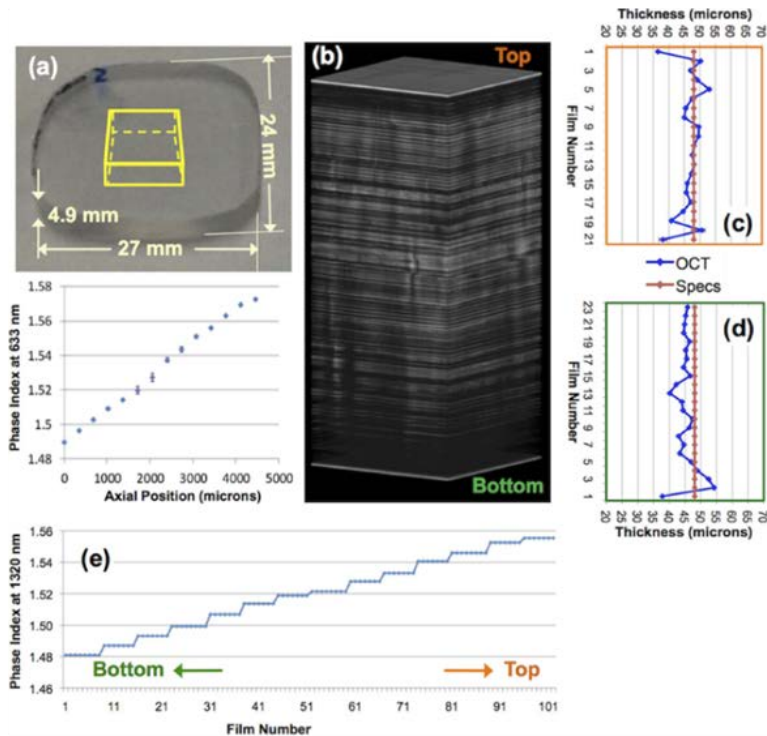 (a)
N
24 mm
4.9 mm
27 mm
Phase Index at 633 nm
1.58
1.56
1.54
1.52
1.5
1.48
0 1000 2000 3000 4000 5000
Axial Position (microns)
(b)
Top
Bottom
Thickness (microns)
20 25 30 35 40 45 50 55 60 65 70
Film Number
1 3 5 7 9 11 13 15 17 19 21
(c)
OCT
Specs
(d)
Film Number
23 21 19 17 15 13 11 9 7 5 3 1
20 25 30 35 40 45 50 55 60 65 70
Thickness (microns)
(e)
Phase Index at 1320 nm
1.56
1.54
1.52
1.50
1.48
1.46
Bottom
Top
1 11 21 31 41 51 61 71 81 91 101
Film Number